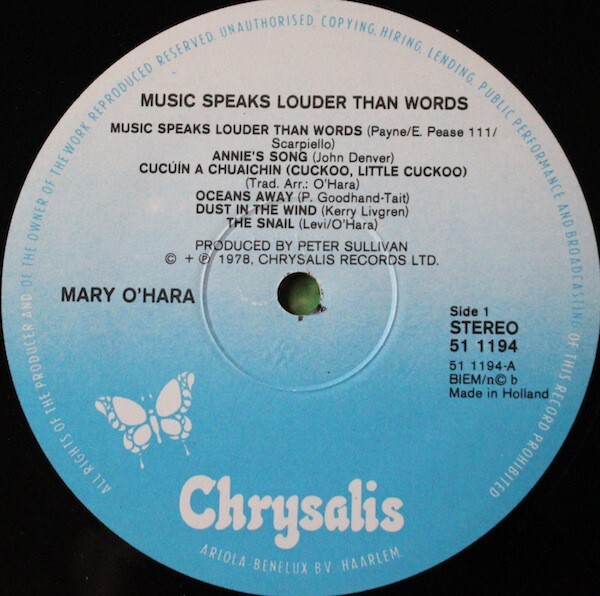 ALL RIGHTS OF THE PRODUCER AND OF THE OWNER OF THE WORK REPRODUCED RESERVED. UNAUTHORISED COPYING, HIRING, LENDING, PUBLIC PERFORMANCE AND BROADCASTING OF THIS RECORD PROHIBITED
MUSIC SPEAKS LOUDER THAN WORDS
MUSIC SPEAKS LOUDER THAN WORDS (Payne/E. Pease 111/
Scarpiello)
ANNIE'S SONG (John Denver)
CUCÚÍN A CHUAICHIN (CUCKOO, LITTLE CUCKOO)
(Trad. Arr.: O'Hara)
OCEANS AWAY (P. Goodhand-Tait)
DUST IN THE WIND (Kerry Livgren)
THE SNAIL (Levi/O'Hara)
PRODUCED BY PETER SULLIVAN
© + ℗ 1978, CHRYSALIS RECORDS LTD.
MARY O'HARA
Side 1
STEREO
51 1194
51 1194-A
BIEM/n©b
Made in Holland
Chrysalis
ARIOLA BENELUX B.V. HAARLEM.